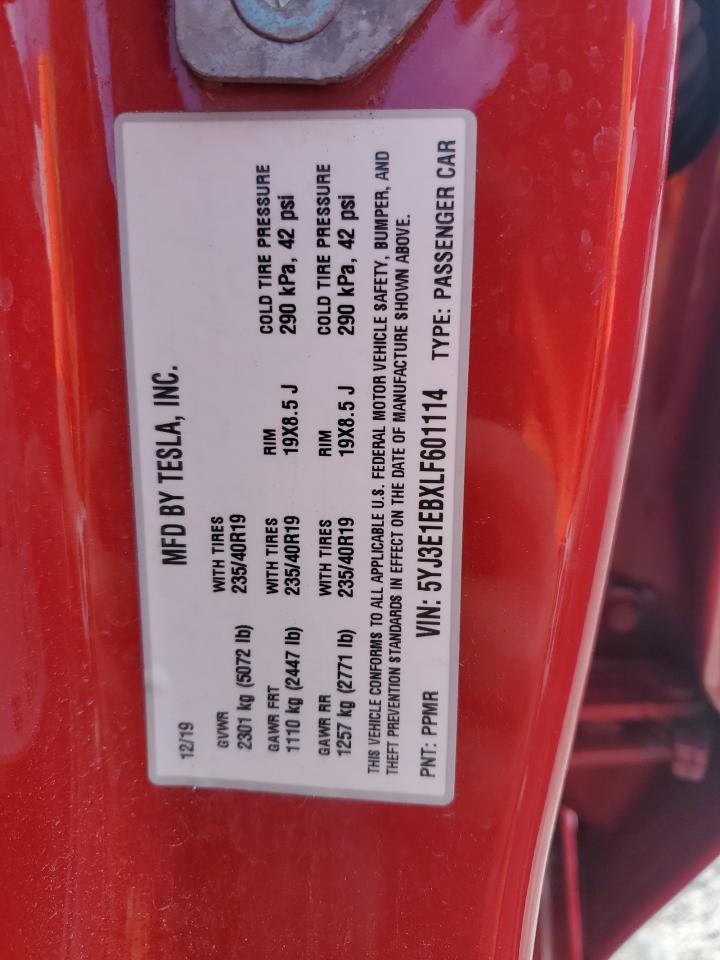 MFD BY TESLA, INC.
12/19
GVWR WITH TIRES
2301 kg (5072 lb) 235/40R19
GAWR FRT WITH TIRES RIM COLD TIRE PRESSURE
1110 kg (2447 lb) 235/40R19 19X8.5 J 290 kPa, 42 psi
GAWR RR WITH TIRES RIM COLD TIRE PRESSURE
1257 kg (2771 lb) 235/40R19 19X8.5 J 290 kPa, 42 psi
THIS VEHICLE CONFORMS TO ALL APPLICABLE U.S. FEDERAL MOTOR VEHICLE SAFETY, BUMPER, AND
THEFT PREVENTION STANDARDS IN EFFECT ON THE DATE OF MANUFACTURE SHOWN ABOVE.
PNT: PPMR VIN: 5YJ3E1EBXLF601114 TYPE: PASSENGER CAR